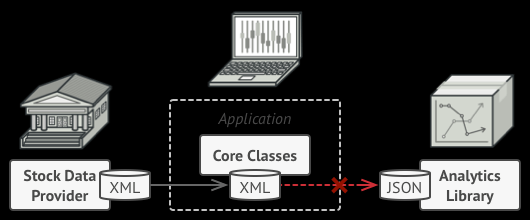 Application
Stock Data
Provider
XML
Core Classes
XML
JSON
Analytics
Library